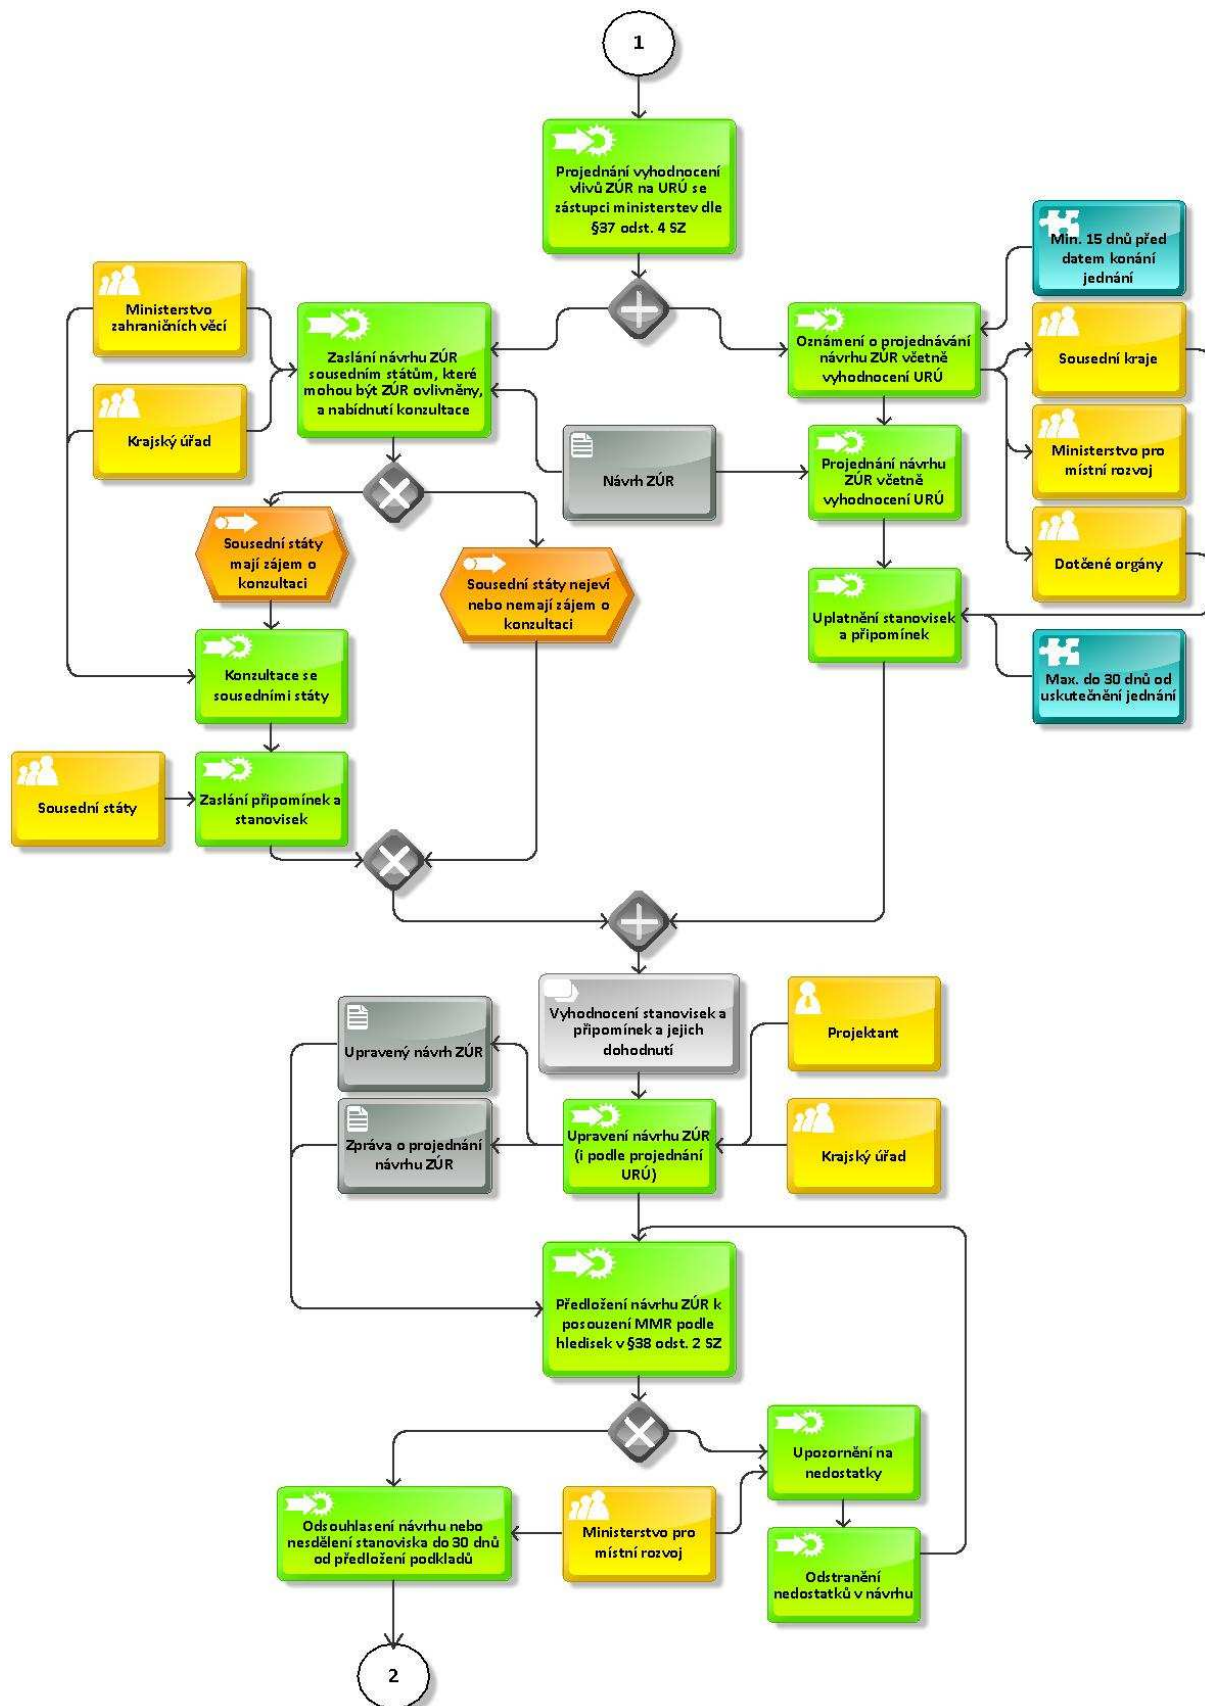 1
Projednání vyhodnocení
vlivů ZÚR na URÚ se
zástupci ministerstev dle
§37 odst. 4 SZ
Min. 15 dnů před
datem konání
jednání
Ministerstvo
zahraničních věcí
Zaslání návrhu ZÚR
sousedním státům, které
mohou být ZÚR ovlivněny,
a nabídnutí konzultace
Oznámení o projednávání
návrhu ZÚR včetně
vyhodnocení URÚ
Sousední kraje
Krajský úřad
Návrh ZÚR
Projednání návrhu
ZÚR včetně
vyhodnocení URÚ
Ministerstvo pro
místní rozvoj
Sousední státy
mají zájem o
konzultaci
Sousední státy nejeví
nebo nemají zájem o
konzultaci
Dotčené orgány
Uplatnění stanovisek
a připomínek
Konzultace se
sousedními státy
Max. do 30 dnů od
uskutečnění jednání
Sousední státy
Zaslání připomínek a
stanovisek
Vyhodnocení stanovisek a
připomínek a jejich
dohodnutí
Projektant
Upravený návrh ZÚR
Zpráva o projednání
návrhu ZÚR
Upravení návrhu ZÚR
(i podle projednání
URÚ)
Krajský úřad
Předložení návrhu ZÚR k
posouzení MMR podle
hledisek v §38 odst. 2 SZ
Upozornění na
nedostatky
Odsouhlasení návrhu nebo
nesdělení stanoviska do 30 dnů
od předložení podkladů
Ministerstvo pro
místní rozvoj
Odstranění
nedostatků v návrhu
2